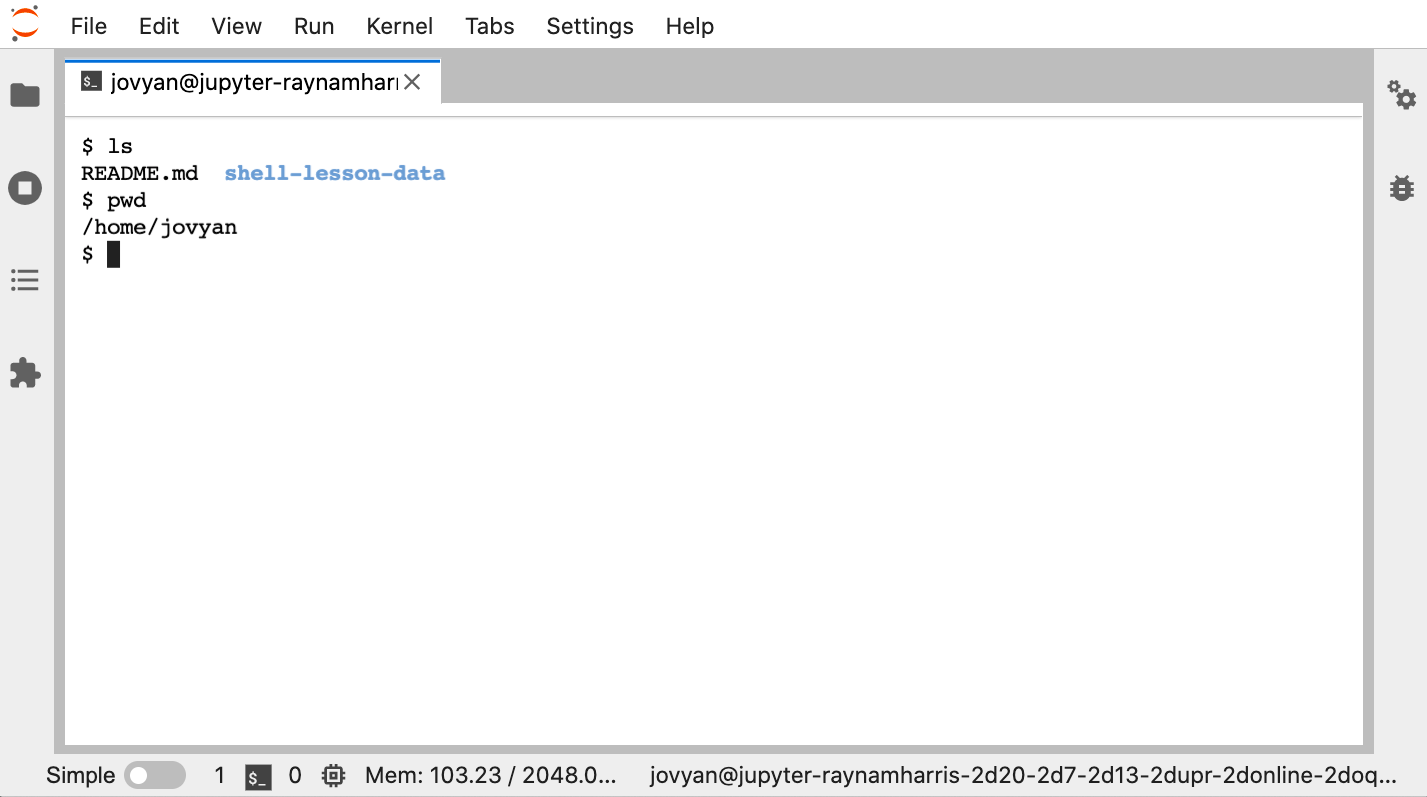 File Edit View Run Kernel Tabs Settings Help
$_ jovyan@jupyter-raynamhar
$ ls
README.md shell-lesson-data
$ pwd
/home/jovyan
$
Simple 1 $_ 0 Mem: 103.23 / 2048.0... jovyan@jupyter-raynamharris-2d20-2d7-2d13-2dupr-2donline-2doq...